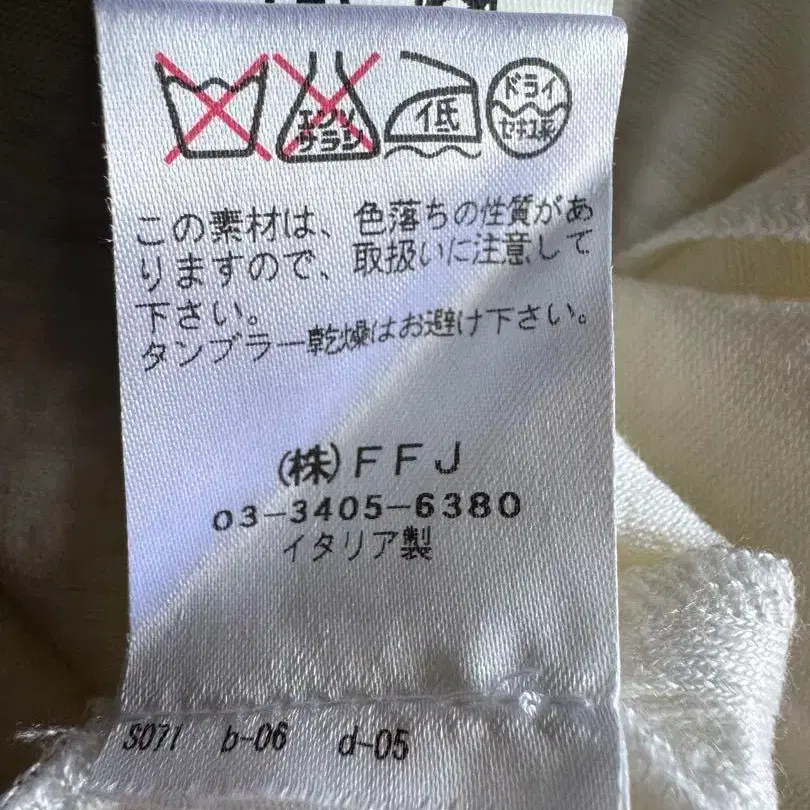 エンソ
サラシ
低
ドライ
セキユ系
この素材は、色落ちの性質があ
りますので、取扱いに注意して
下さい。
タンブラー乾燥はお避け下さい。
(株)FFJ
03-3405-6380
イタリア製
S071 b-06 d-05